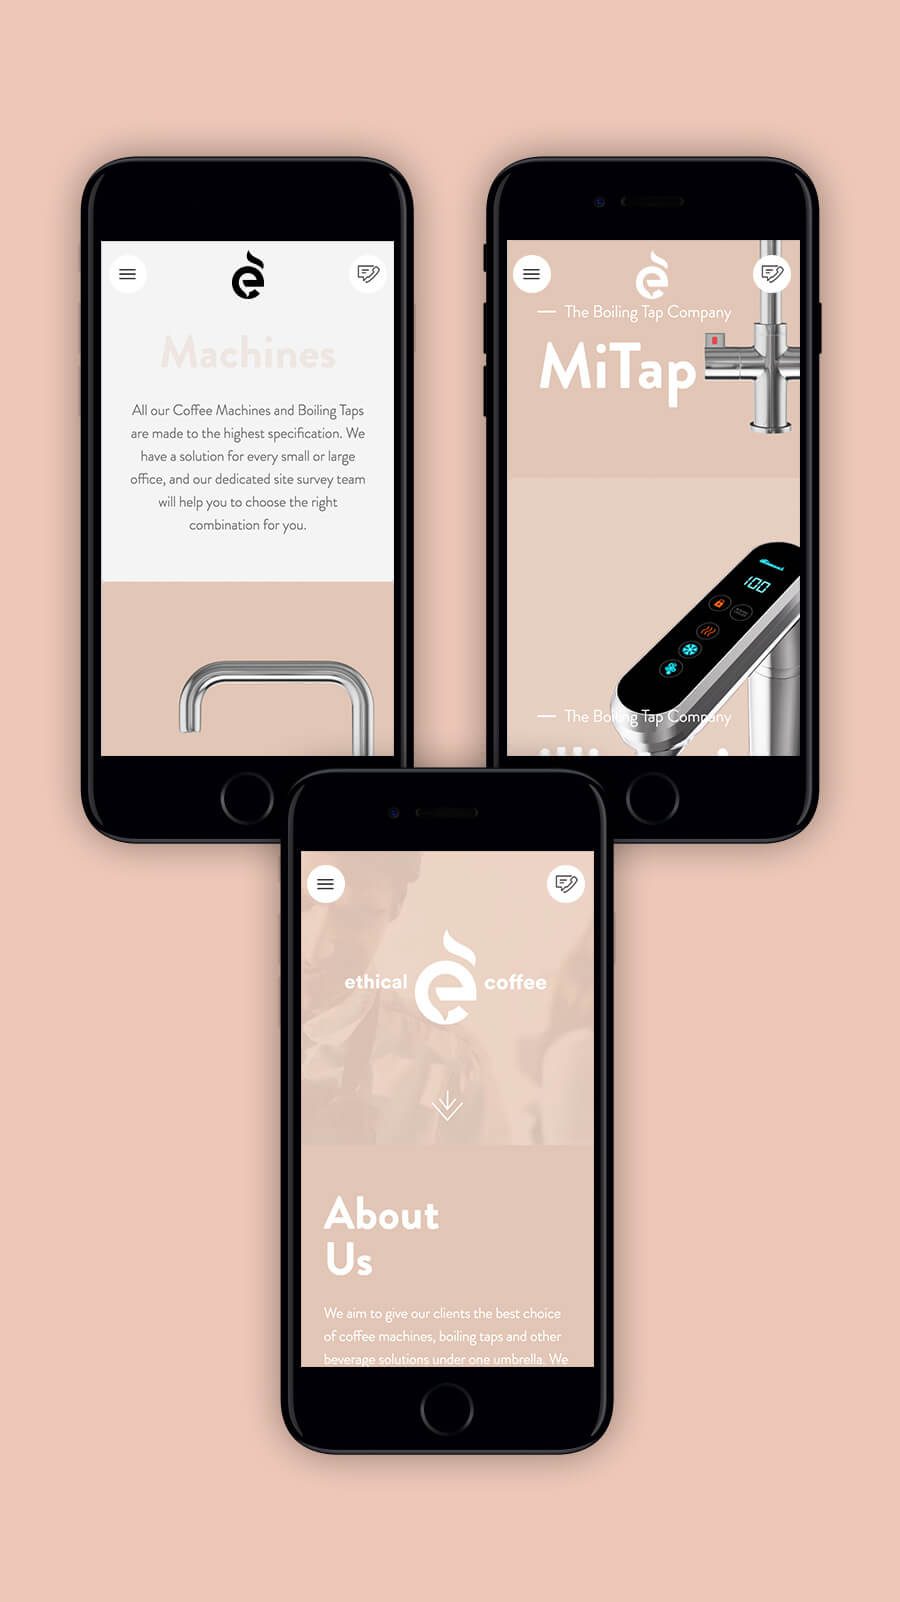 Machines
All our Coffee Machines and Boiling Taps
are made to the highest specification. We
have a solution for every small or large
office, and our dedicated site survey team
will help you to choose the right
combination for you.
The Boiling Tap Company
MiTap
100
The Boiling Tap Company
ethical coffee
About
Us
We aim to give our clients the best choice
of coffee machines, boiling taps and other
beverage solutions under one umbrella. We